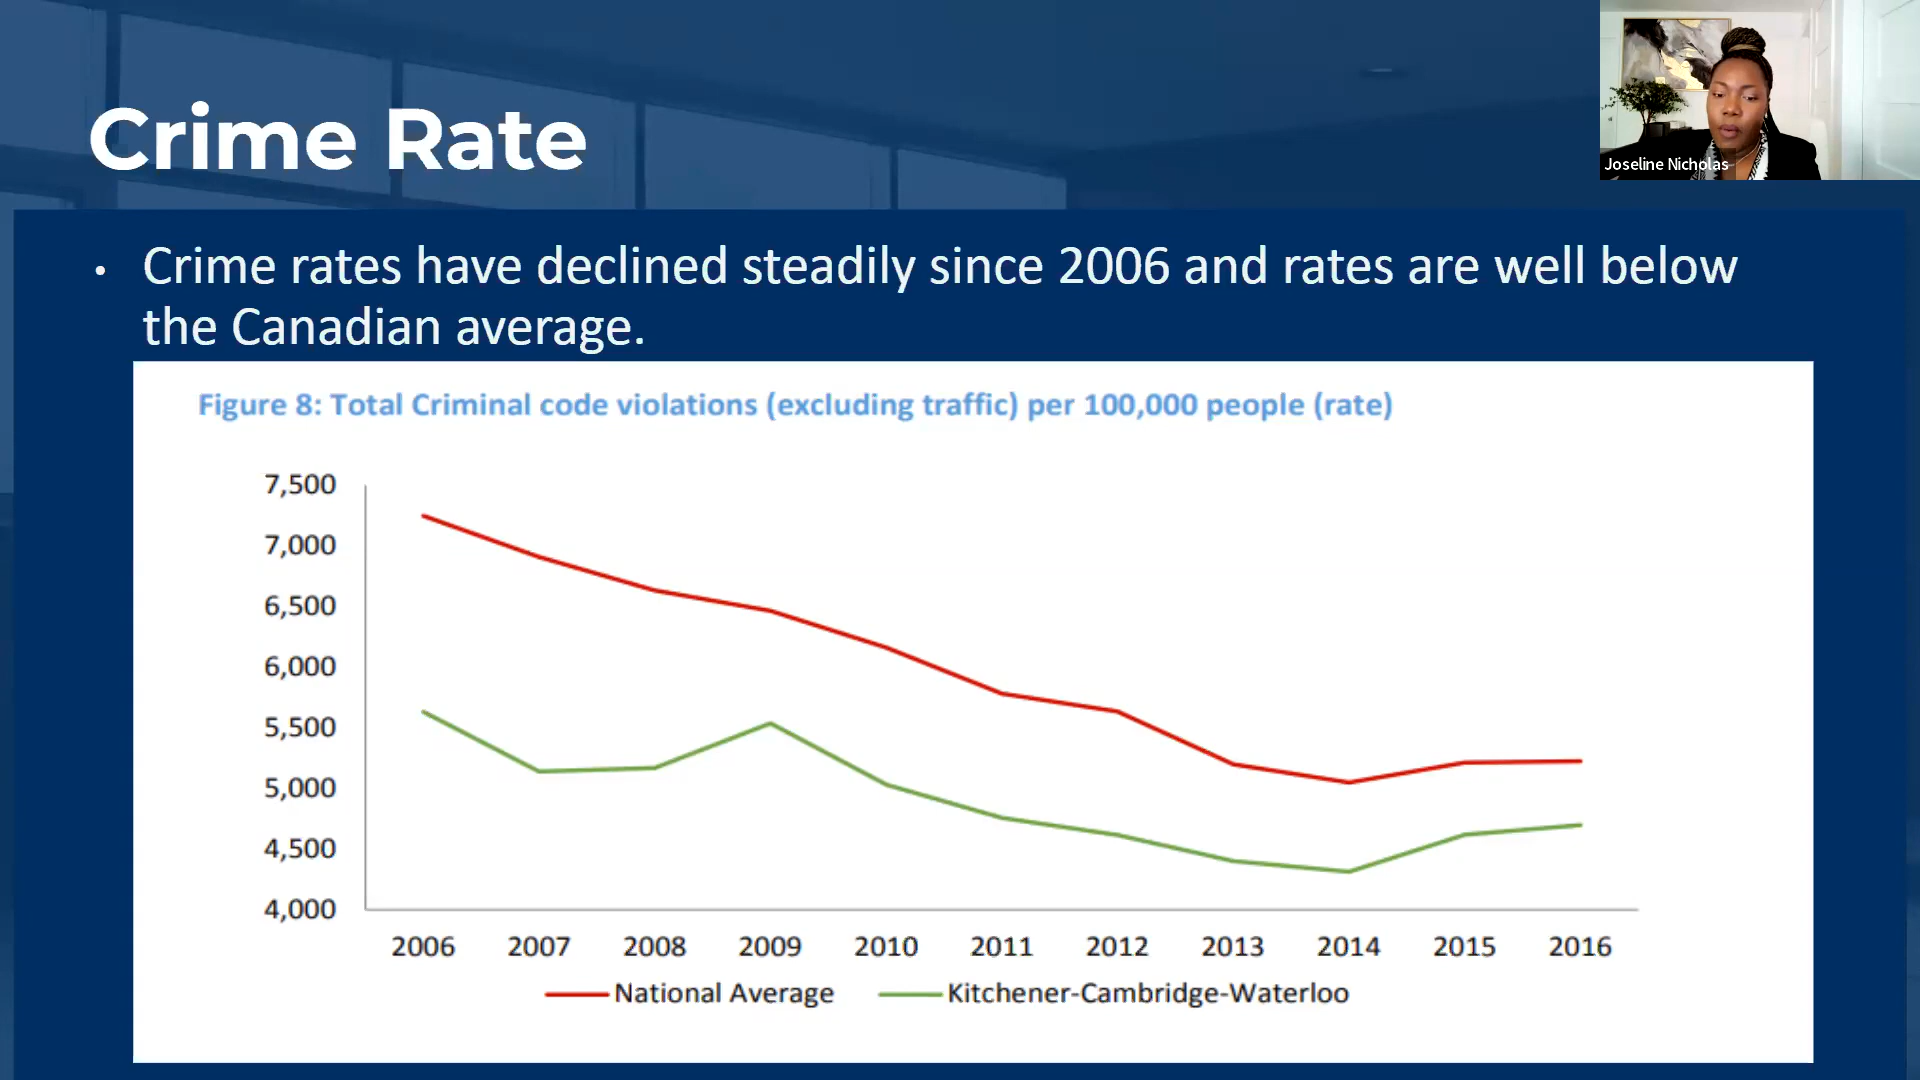 Crime Rate
Joseline Nicholas
• Crime rates have declined steadily since 2006 and rates are well below
the Canadian average.
Figure 8: Total Criminal code violations (excluding traffic) per 100,000 people (rate)
7,500
7,000
6,500
6,000
5,500
5,000
4,500
4,000
2006 2007 2008 2009 2010 2011 2012 2013 2014 2015 2016
National Average Kitchener-Cambridge-Waterloo